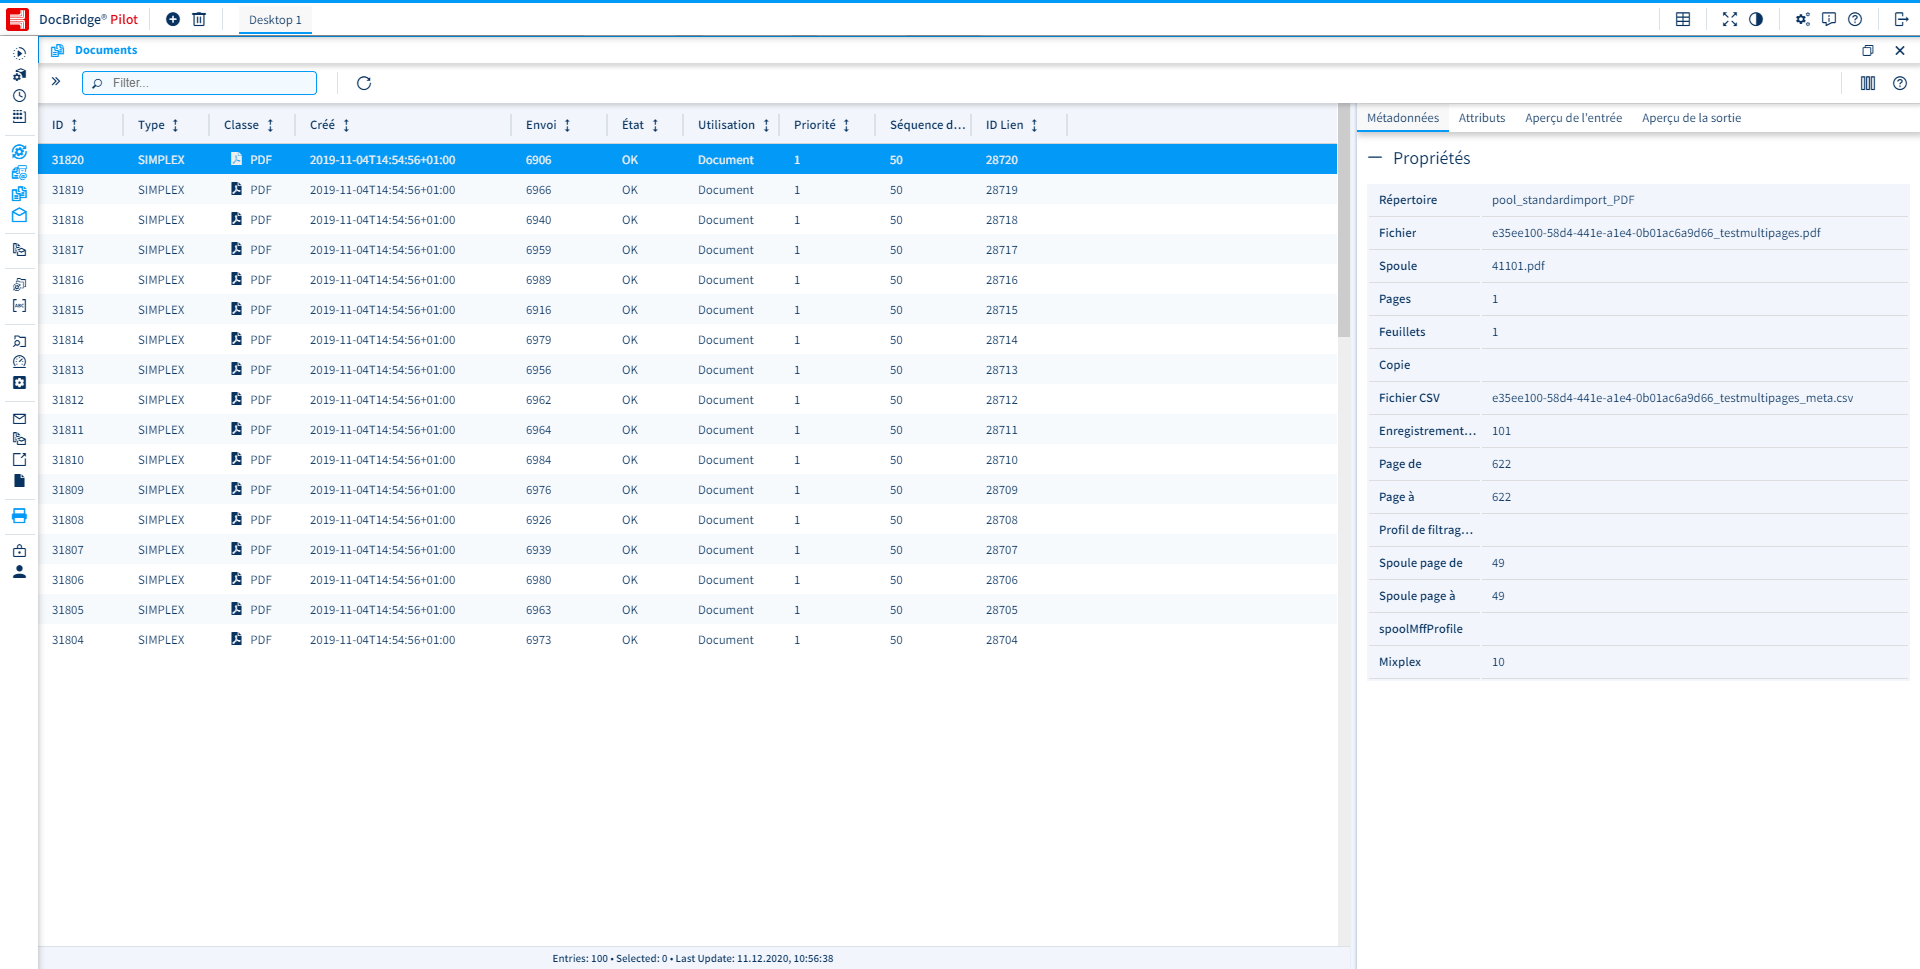 DocBridge® Pilot
Desktop 1
Documents
Filter...
ID Type Classe Créé Envoi État Utilisation Priorité Séquence d... ID Lien
31820 SIMPLEX PDF 2019-11-04T14:54:56+01:00 6906 OK Document 1 50 28720
31819 SIMPLEX PDF 2019-11-04T14:54:56+01:00 6966 OK Document 1 50 28719
31818 SIMPLEX PDF 2019-11-04T14:54:56+01:00 6940 OK Document 1 50 28718
31817 SIMPLEX PDF 2019-11-04T14:54:56+01:00 6959 OK Document 1 50 28717
31816 SIMPLEX PDF 2019-11-04T14:54:56+01:00 6989 OK Document 1 50 28716
31815 SIMPLEX PDF 2019-11-04T14:54:56+01:00 6916 OK Document 1 50 28715
31814 SIMPLEX PDF 2019-11-04T14:54:56+01:00 6979 OK Document 1 50 28714
31813 SIMPLEX PDF 2019-11-04T14:54:56+01:00 6956 OK Document 1 50 28713
31812 SIMPLEX PDF 2019-11-04T14:54:56+01:00 6962 OK Document 1 50 28712
31811 SIMPLEX PDF 2019-11-04T14:54:56+01:00 6964 OK Document 1 50 28711
31810 SIMPLEX PDF 2019-11-04T14:54:56+01:00 6984 OK Document 1 50 28710
31809 SIMPLEX PDF 2019-11-04T14:54:56+01:00 6976 OK Document 1 50 28709
31808 SIMPLEX PDF 2019-11-04T14:54:56+01:00 6926 OK Document 1 50 28708
31807 SIMPLEX PDF 2019-11-04T14:54:56+01:00 6939 OK Document 1 50 28707
31806 SIMPLEX PDF 2019-11-04T14:54:56+01:00 6980 OK Document 1 50 28706
31805 SIMPLEX PDF 2019-11-04T14:54:56+01:00 6963 OK Document 1 50 28705
31804 SIMPLEX PDF 2019-11-04T14:54:56+01:00 6973 OK Document 1 50 28704
Entries: 100 • Selected: 0 • Last Update: 11.12.2020, 10:56:38
Métadonnées Attributs Aperçu de l'entrée Aperçu de la sortie
Propriétés
Répertoire pool_standardimport_PDF
Fichier e35ee100-58d4-441e-a1e4-0b01ac6a9d66_testmultipages.pdf
Spoule 41101.pdf
Pages 1
Feuillets 1
Copie
Fichier CSV e35ee100-58d4-441e-a1e4-0b01ac6a9d66_testmultipages_meta.csv
Enregistrement... 101
Page de 622
Page à 622
Profil de filtrag...
Spoule page de 49
Spoule page à 49
spoolMffProfile
Mixplex 10